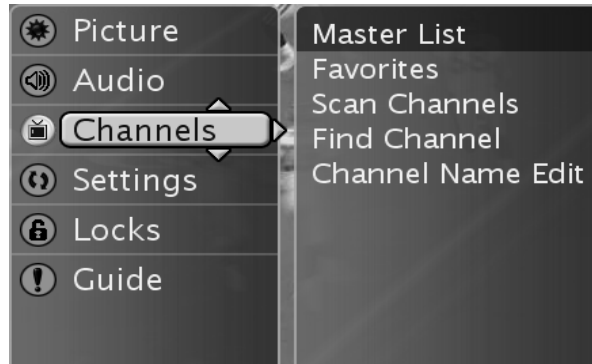 Picture
Audio
Channels
Settings
Locks
Guide
Master List
Favorites
Scan Channels
Find Channel
Channel Name Edit